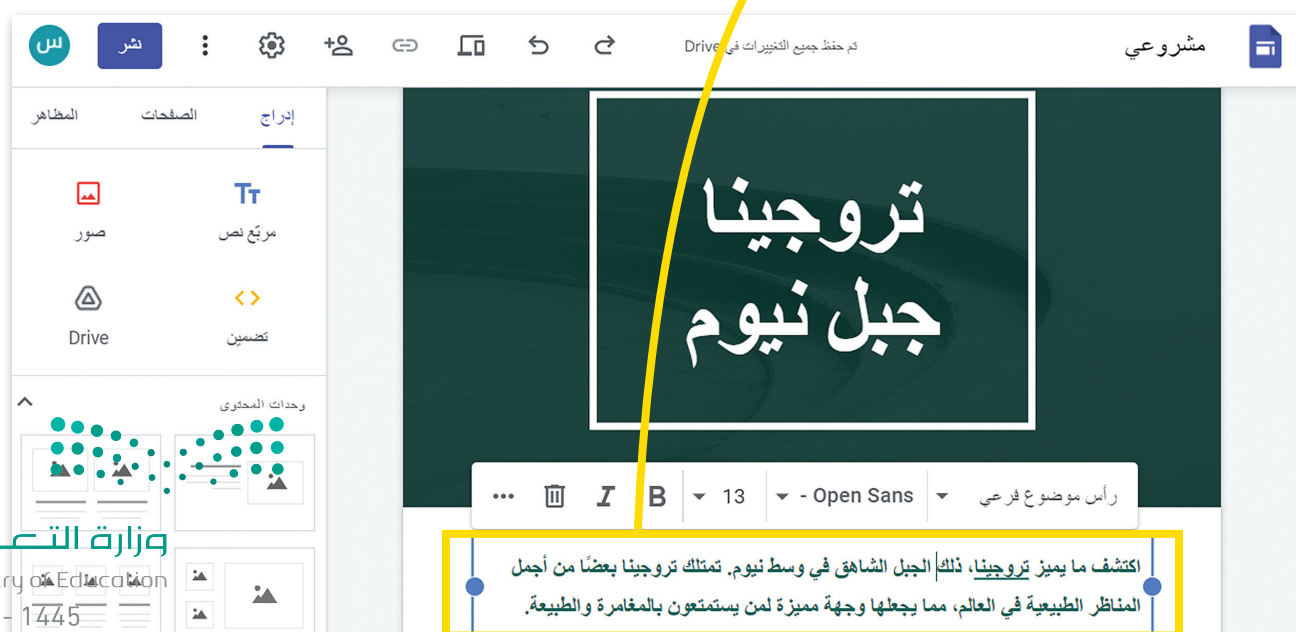 مشروعي
تم حفظ جميع التغييرات في Drive
نشر
س
إدراج
الصفحات
المظاهر
مربّع نص
صور
تضمين
Drive
وحدات المحتوى
تروجينا
جبل نيوم
رأس موضوع فرعي
Open Sans -
13
B
I
اكتشف ما يميز تروجينا، ذلك الجبل الشاهق في وسط نيوم. تمتلك تروجينا بعضًا من أجمل
المناظر الطبيعية في العالم، مما يجعلها وجهة مميزة لمن يستمتعون بالمغامرة والطبيعة.
وزارة
Education
- 1445